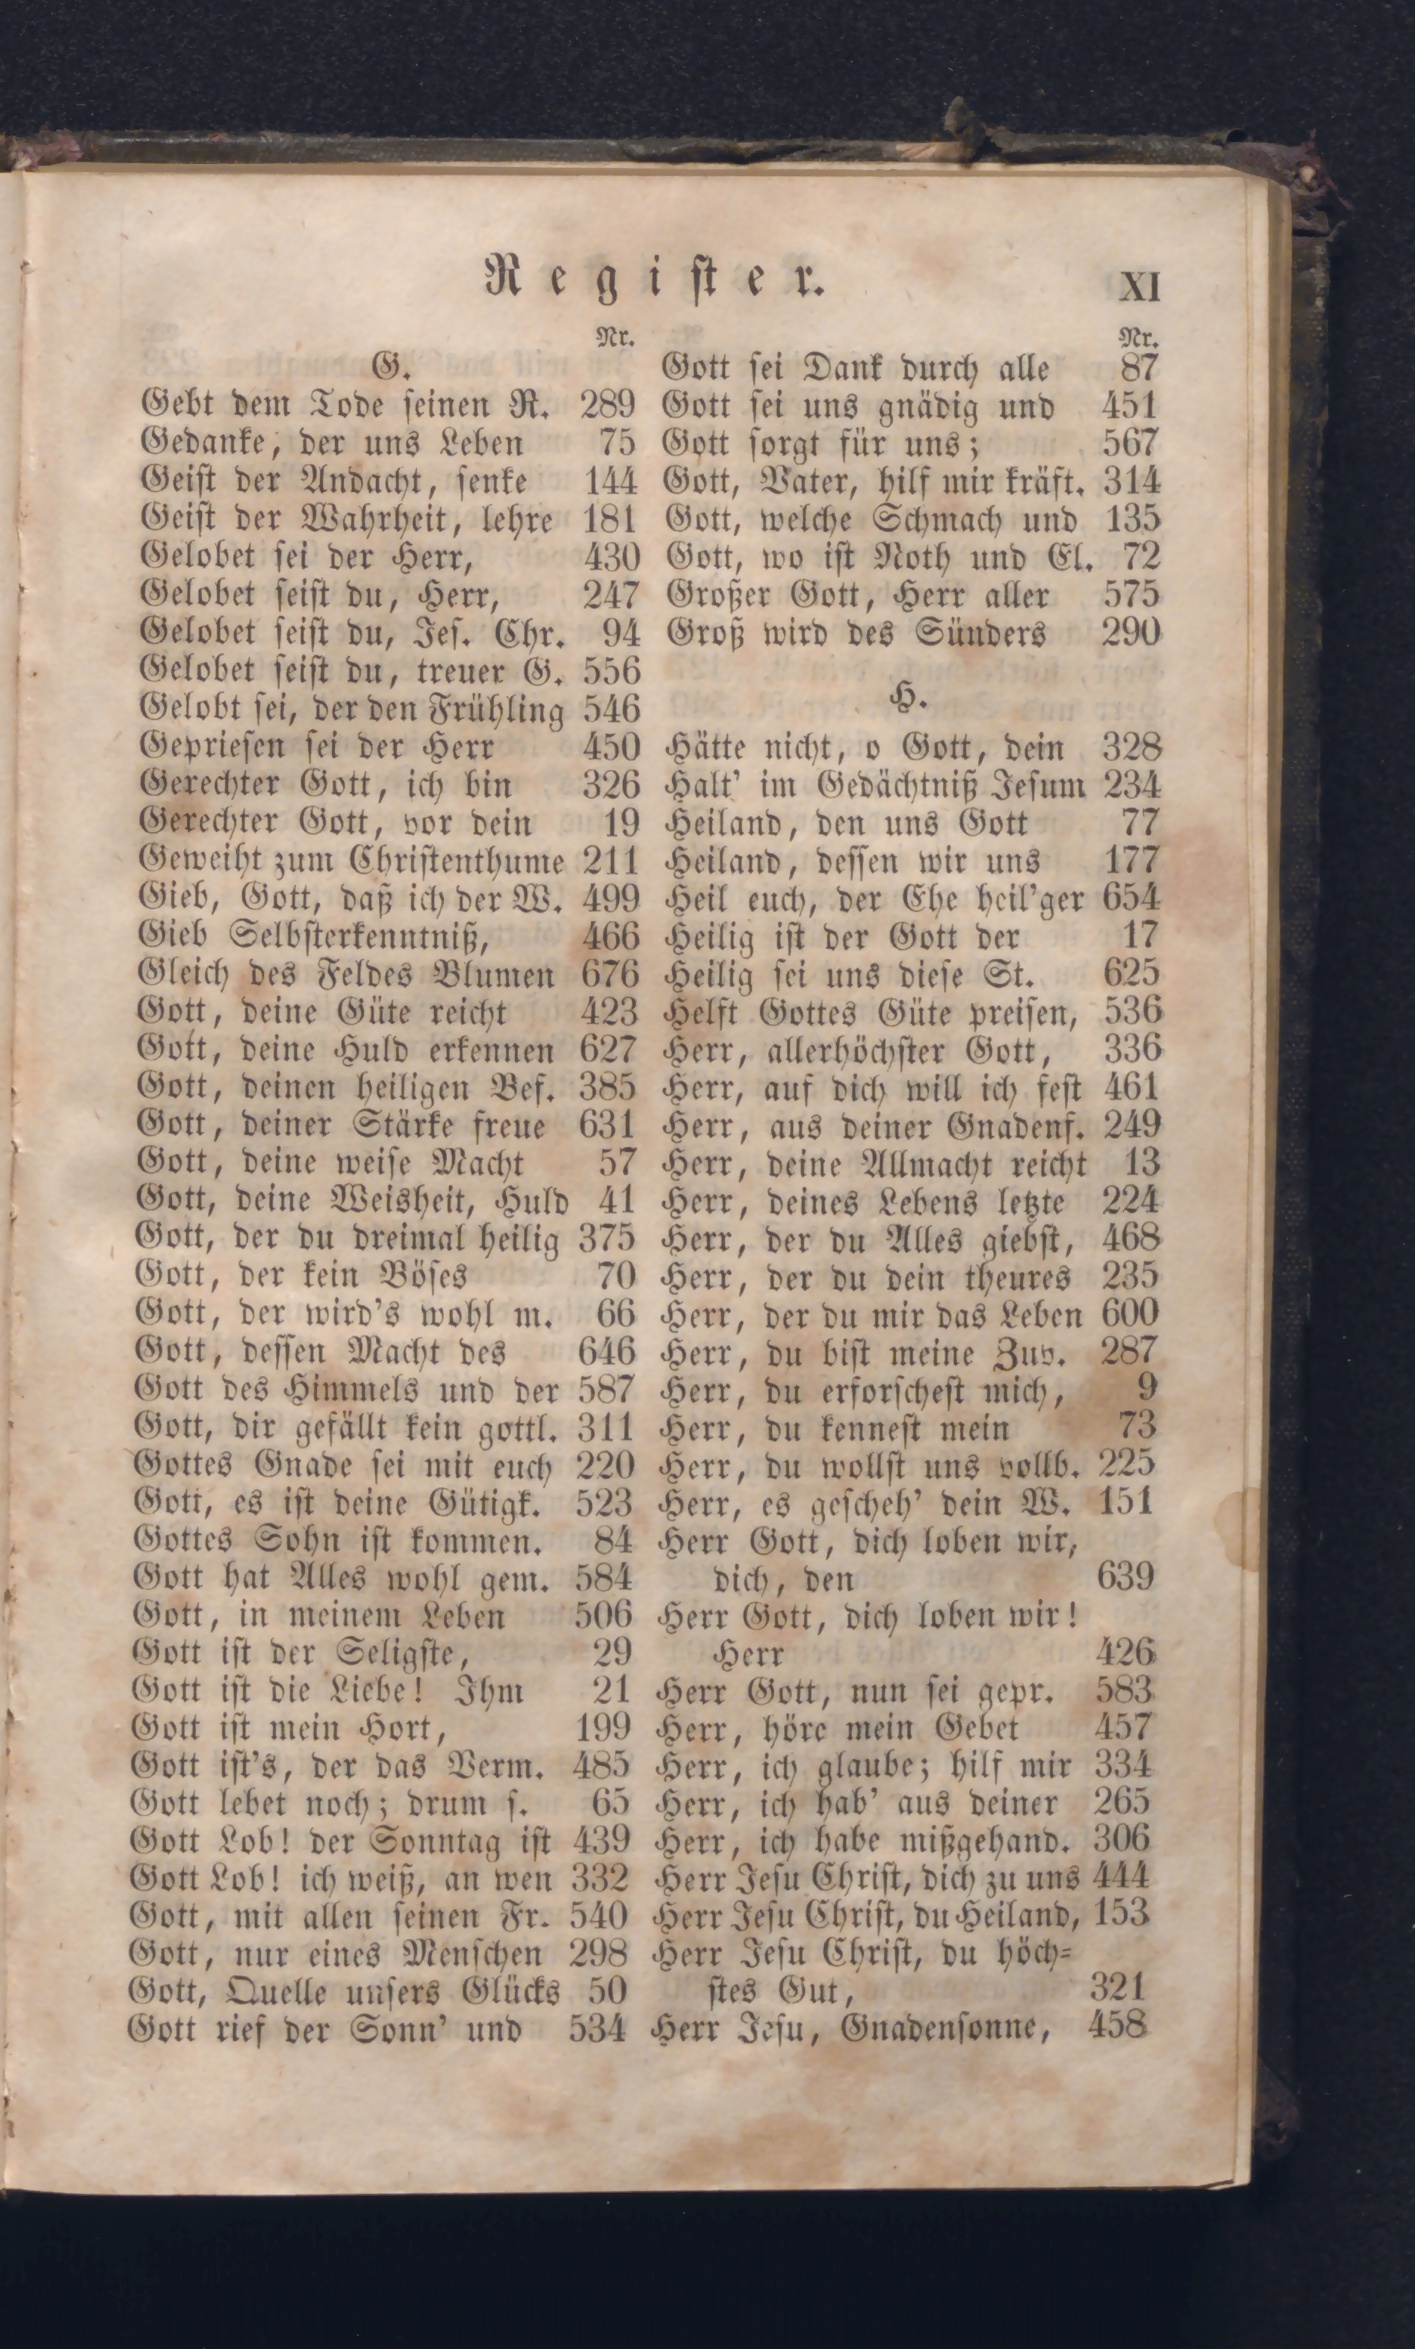 Register.
XI
Nr.
G.
Gebt dem Tode seinen R. 289
Gedanke, der uns Leben 75
Geist der Andacht, senke 144
Geist der Wahrheit, lehre 181
Gelobet sei der Herr, 430
Gelobet seist du, Herr, 247
Gelobet seist du, Jes. Chr. 94
Gelobet seist du, treuer G. 556
Gelobt sei, der den Frühling 546
Gepriesen sei der Herr 450
Gerechter Gott, ich bin 326
Gerechter Gott, vor dein 19
Geweiht zum Christenthume 211
Gieb, Gott, daß ich der W. 499
Gieb Selbsterkenntniß, 466
Gleich des Feldes Blumen 676
Gott, deine Güte reicht 423
Gott, deine Huld erkennen 627
Gott, deinen heiligen Bef. 385
Gott, deiner Stärke freue 631
Gott, deine weise Macht 57
Gott, deine Weisheit, Huld 41
Gott, der du dreimal heilig 375
Gott, der kein Böses 70
Gott, der wird's wohl m. 66
Gott, dessen Macht des 646
Gott des Himmels und der 587
Gott, dir gefällt kein gottl. 311
Gottes Gnade sei mit euch 220
Gott, es ist deine Gütigk. 523
Gottes Sohn ist kommen. 84
Gott hat Alles wohl gem. 584
Gott, in meinem Leben 506
Gott ist der Seligste, 29
Gott ist die Liebe! Ihm 21
Gott ist mein Hort, 199
Gott ist's, der das Verm. 485
Gott lebet noch; drum s. 65
Gott Lob! der Sonntag ist 439
Gott Lob! ich weiß, an wen 332
Gott, mit allen seinen Fr. 540
Gott, nur eines Menschen 298
Gott, Quelle unsers Glücks 50
Gott rief der Sonn' und 534
Nr.
Gott sei Dank durch alle 87
Gott sei uns gnädig und 451
Gott sorgt für uns; 567
Gott, Vater, hilf mir kräft. 314
Gott, welche Schmach und 135
Gott, wo ist Noth und El. 72
Großer Gott, Herr aller 575
Groß wird des Sünders 290
H.
Hätte nicht, o Gott, dein 328
Halt' im Gedächtniß Jesum 234
Heiland, den uns Gott 77
Heiland, dessen wir uns 177
Heil euch, der Ehe heil'ger 654
Heilig ist der Gott der 17
Heilig sei uns diese St. 625
Helft Gottes Güte preisen, 536
Herr, allerhöchster Gott, 336
Herr, auf dich will ich fest 461
Herr, aus deiner Gnadenf. 249
Herr, deine Allmacht reicht 13
Herr, deines Lebens letzte 224
Herr, der du Alles giebst, 468
Herr, der du dein theures 235
Herr, der du mir das Leben 600
Herr, du bist meine Zuv. 287
Herr, du erforschest mich, 9
Herr, du kennest mein 73
Herr, du wollst uns vollb. 225
Herr, es gescheh' dein W. 151
Herr Gott, dich loben wir,
dich, den 639
Herr Gott, dich loben wir!
Herr 426
Herr Gott, nun sei gepr. 583
Herr, höre mein Gebet 457
Herr, ich glaube; hilf mir 334
Herr, ich hab' aus deiner 265
Herr, ich habe mißgehand. 306
Herr Jesu Christ, dich zu uns 444
Herr Jesu Christ, du Heiland, 153
Herr Jesu Christ, du höch-
stes Gut, 321
Herr Jesu, Gnadensonne, 458